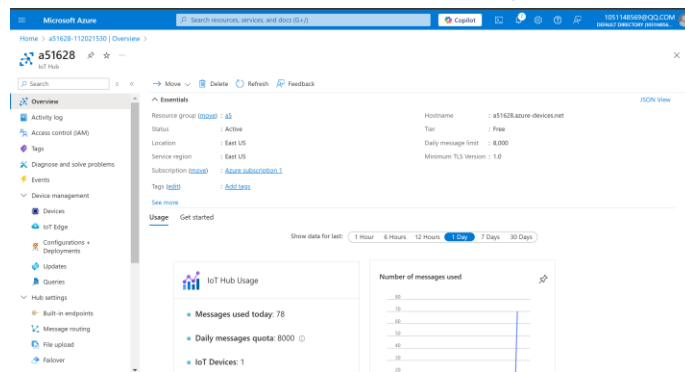 Microsoft Azure
Search resources, services, and docs (G+/)
Copilot
1051148569@QQ.COM
Home > a51628-112021530 | Overview >
a51628
IoT Hub
Search
Overview
Activity log
Access control (IAM)
Tags
Diagnose and solve problems
Events
Device management
Devices
IoT Edge
Configurations +
Deployments
Updates
Queries
Hub settings
Built-in endpoints
Message routing
File upload
Failover
Move
Delete
Refresh
Feedback
Essentials
JSON View
Resource group (move) : a5
Status : Active
Location : East US
Service region : East US
Subscription (move) : Azure subscription 1
Tags (edit) : Add tags
See more
Hostname : a51628.azure-devices.net
Tier : Free
Daily message limit : 8,000
Minimum TLS Version : 1.0
Usage Get started
Show data for last: 1 Hour 6 Hours 12 Hours 1 Day 7 Days 30 Days
IoT Hub Usage
Messages used today: 78
Daily messages quota: 8000
IoT Devices: 1
Number of messages used
80
70
60
50
40
30
20